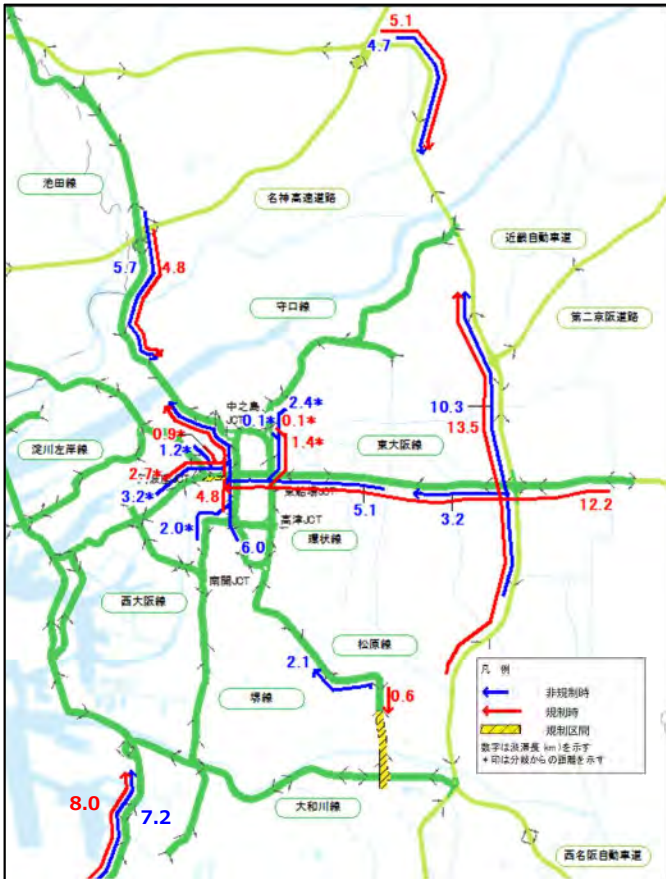 5.1
4.7
池田線
名神高速道路
近畿自動車道
5.7
4.8
守口線
第二京阪道路
中之島
JCT
2.4*
0.1*
0.1*
10.3
13.5
0.9*
1.4*
東大阪線
淀川左岸線
1.2*
2.7*
3.2*
4.8
東船場JCT
5.1
3.2
12.2
2.0*
高津JCT
6.0
環状線
南開JCT
西大阪線
松原線
2.1
堺線
0.6
凡 例
非規制時
規制時
規制区間
数字は渋滞長(km)を示す
*印は分岐からの距離を示す
8.0
7.2
大和川線
西名阪自動車道